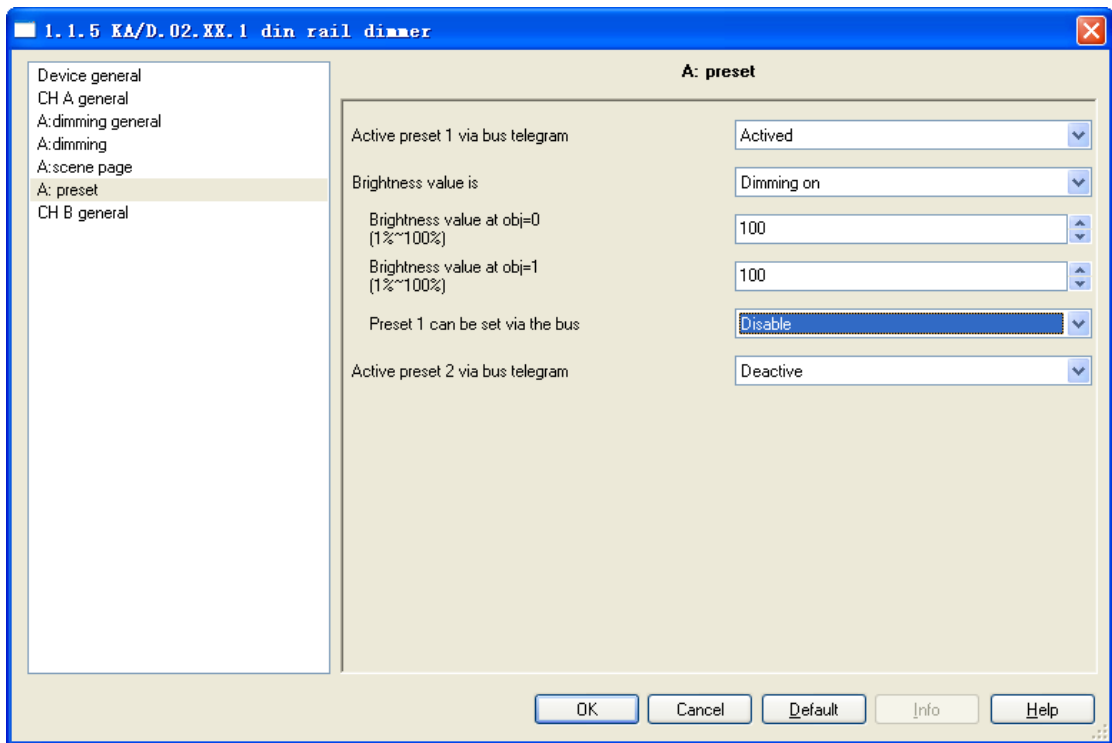 1.1.5 KA/D.02.XX.1 din rail dimmer
Device general
CH A general
A:dimming general
A:dimming
A:scene page
A: preset
CH B general
A: preset
Active preset 1 via bus telegram
Actived
Brightness value is
Dimming on
Brightness value at obj=0
(1%~100%)
100
Brightness value at obj=1
(1%~100%)
100
Preset 1 can be set via the bus
Disable
Active preset 2 via bus telegram
Deactive
OK
Cancel
Default
Info
Help